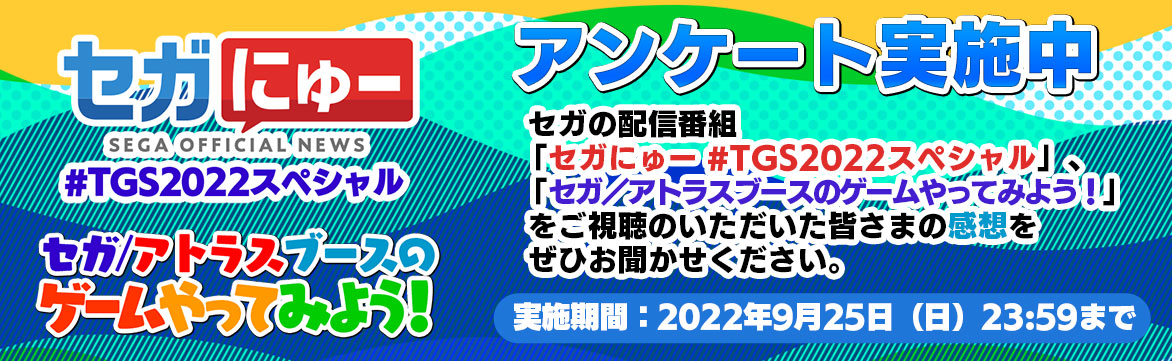 セガにゅー
SEGA OFFICIAL NEWS
#TGS2022スペシャル
セガ/アトラスブースの
ゲームやってみよう!
アンケート実施中
セガの配信番組
「セガにゅー #TGS2022スペシャル」、
「セガ／アトラスブースのゲームやってみよう！」
をご視聴のいただいた皆さまの感想を
ぜひお聞かせください。
実施期間：2022年9月25日（日）23:59まで